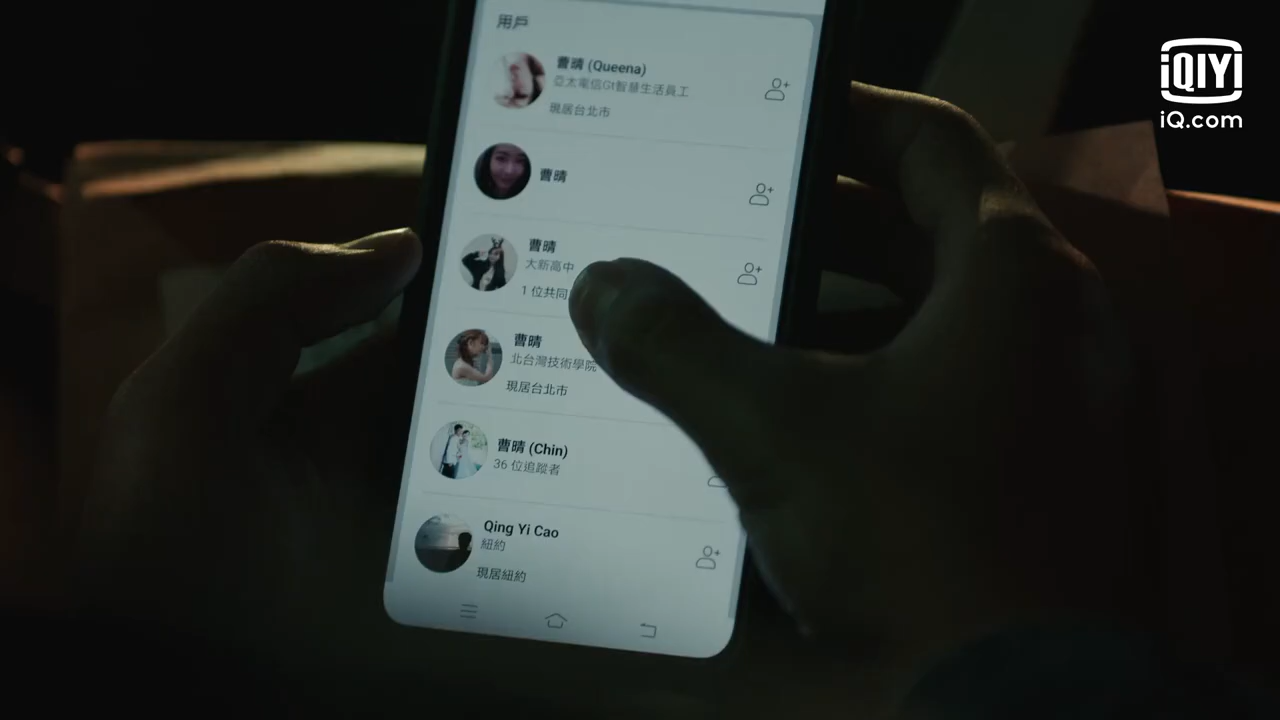 用戶
曹晴 (Queena)
亞太電信Gt智慧生活員工
現居台北市
曹晴
曹晴
大新高中
1 位共同
曹晴
北台灣技術學院
現居台北市
曹晴 (Chin)
36 位追蹤者
Qing Yi Cao
紐約
現居紐約
iQIYI
iQ.com